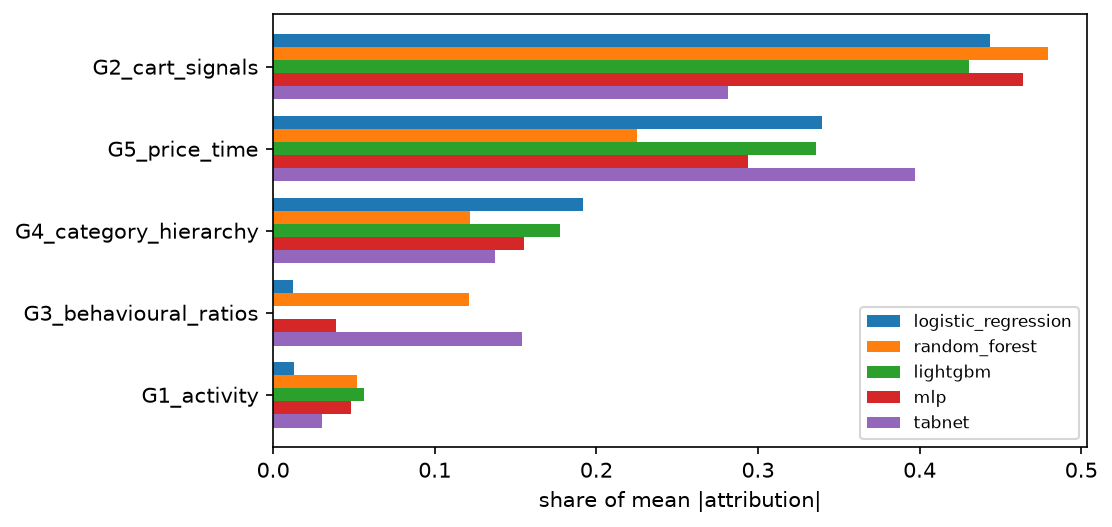 G2_cart_signals
G5_price_time
G4_category_hierarchy
G3_behavioural_ratios
G1_activity
logistic_regression
random_forest
lightgbm
mlp
tabnet
0.0 0.1 0.2 0.3 0.4 0.5
share of mean |attribution|